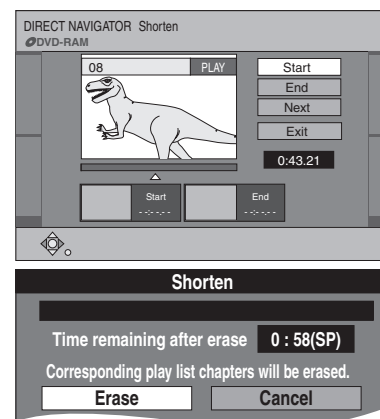 DIRECT NAVIGATOR Shorten
DVD-RAM
08 PLAY
Start
End
Next
Exit
0:43.21
Start
--:--.--
End
--:--.--
Shorten
Time remaining after erase 0 : 58(SP)
Corresponding play list chapters will be erased.
Erase Cancel